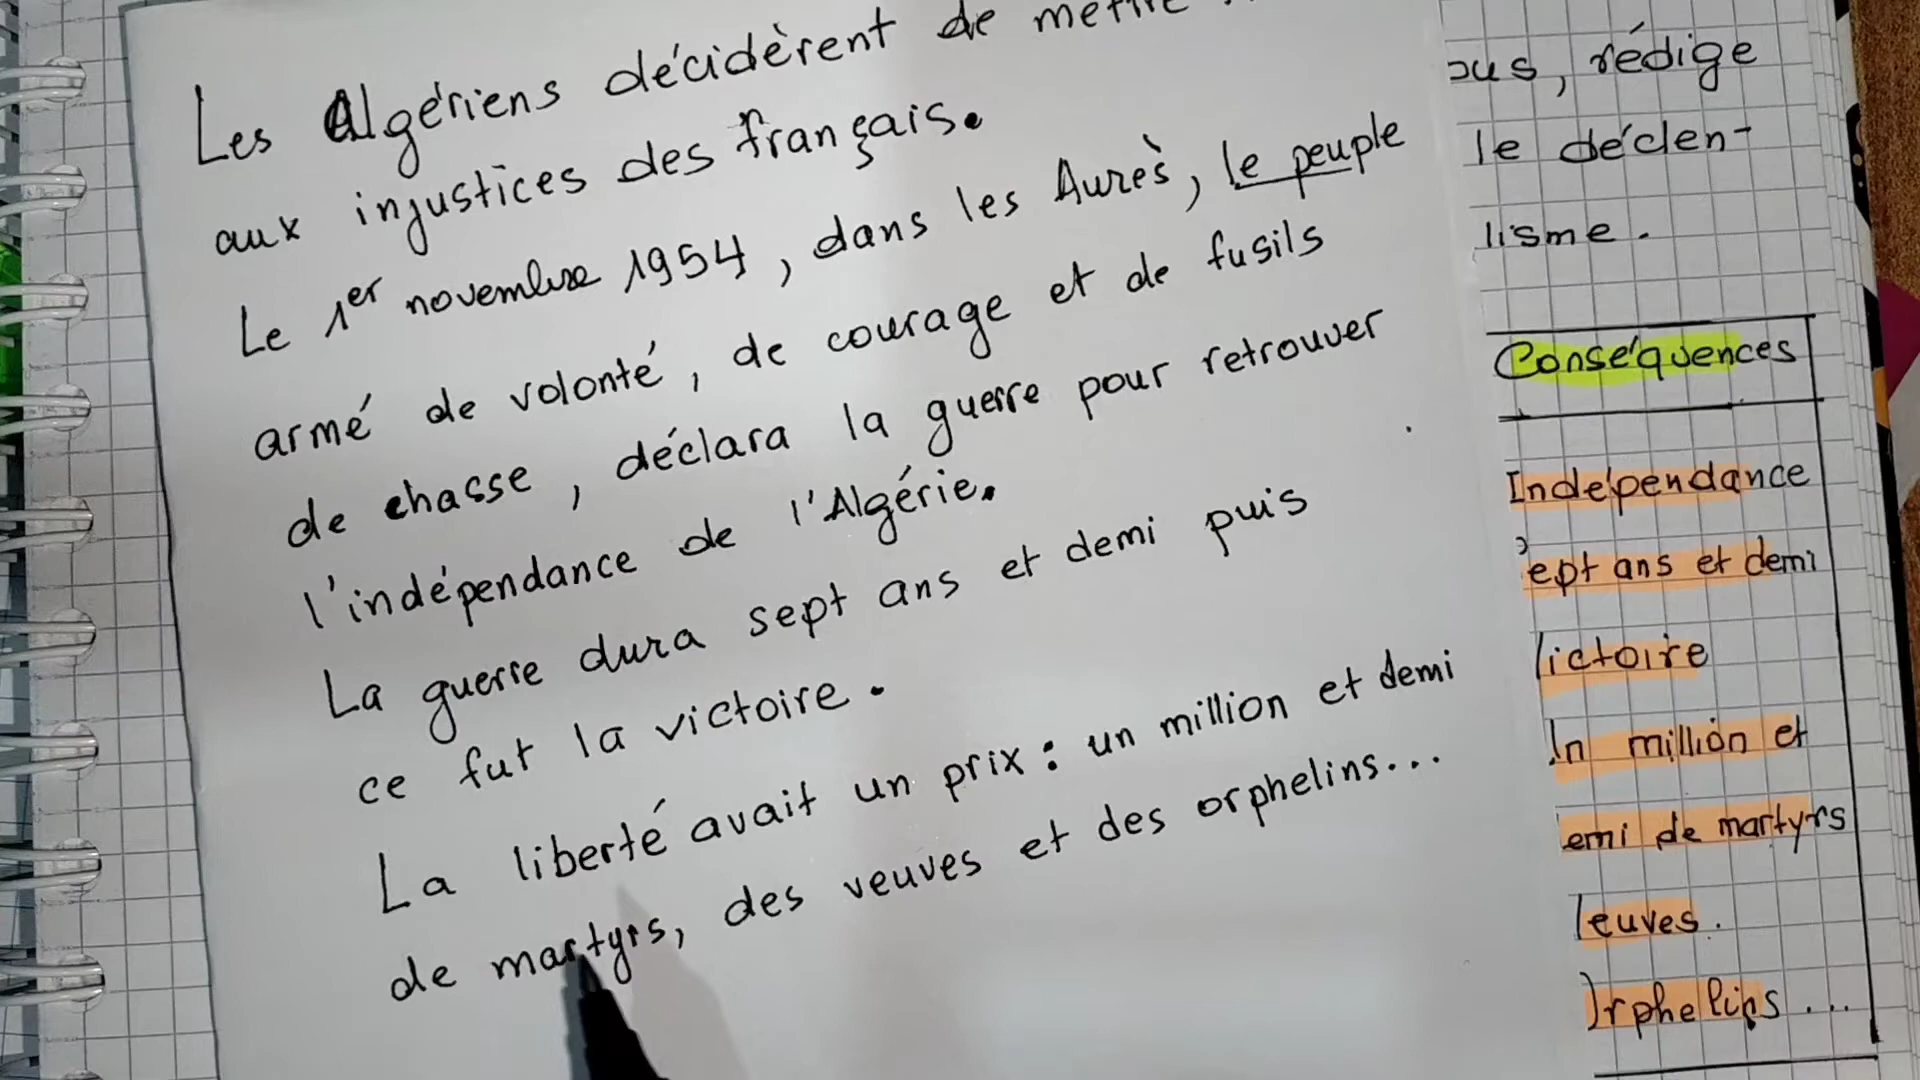 Les Algériens décidèrent de mettre
aux injustices des français.
Le 1er novembre 1954, dans les Aurès, le peuple
armé de volonté, de courage et de fusils
de chasse, déclara la guerre pour retrouver
l'indépendance de l'Algérie.
La guerre dura sept ans et demi puis
ce fut la victoire.
La liberté avait un prix : un million et demi
de martyrs, des veuves et des orphelins...
ous, rédige
le déclen-
lisme.
Conséquences
Indépendance
ept ans et demi
ictoire
n million et
emi de martyrs
euves.
rphelins ...